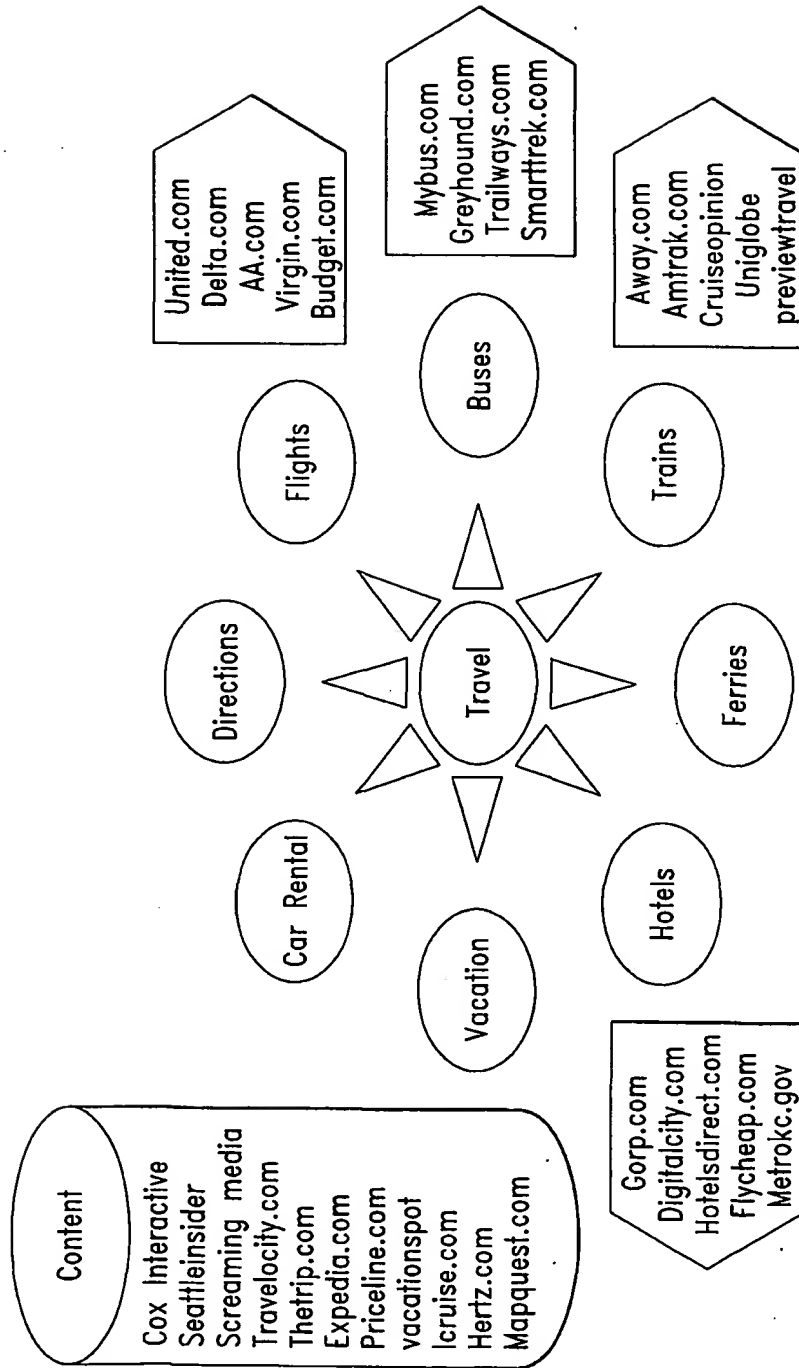 Content
Cox Interactive
Seattleinsider
Screaming media
Travelocity.com
Thetrip.com
Expedia.com
Priceline.com
vacationspot
Icruise.com
Hertz.com
Mapquest.com
Car Rental
Directions
Flights
United.com
Delta.com
AA.com
Virgin.com
Budget.com
Vacation
Travel
Buses
Mybus.com
Greyhound.com
Trailways.com
Smarttrek.com
Hotels
Ferries
Trains
Gorp.com
Digitalcity.com
Hotelsdirect.com
Flycheap.com
Metrokc.gov
Away.com
Amtrak.com
Cruiseopinion
Uniglobe
previewtravel